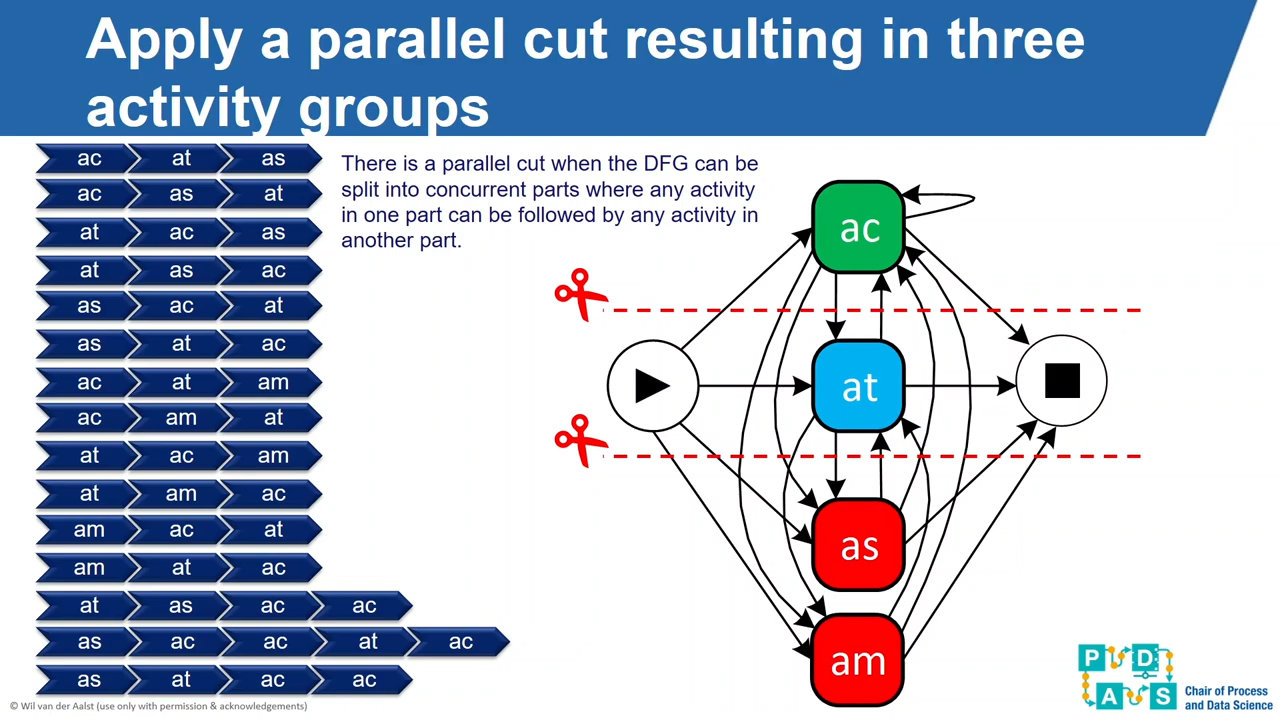 Apply a parallel cut resulting in three
activity groups
ac at as
ac as at
at ac as
at as ac
as ac at
as at ac
ac at am
ac am at
at ac am
at am ac
am ac at
am at ac
at as ac ac
as ac ac at ac
as at ac ac
There is a parallel cut when the DFG can be
split into concurrent parts where any activity
in one part can be followed by any activity in
another part.
ac
at
as
am
P D
A S
Chair of Process
and Data Science
© Wil van der Aalst (use only with permission & acknowledgements)